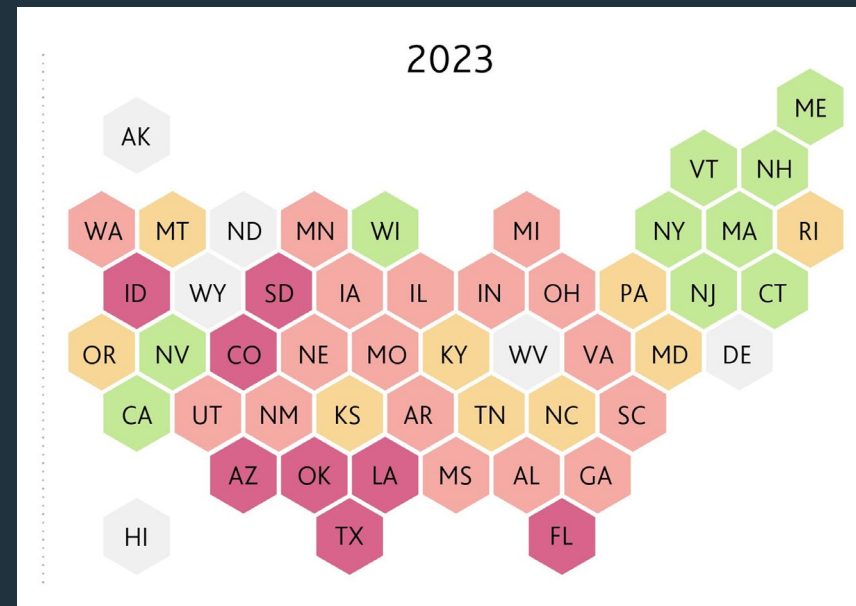 2023
ME
AK
VT NH
WA MT ND MN WI MI NY MA RI
ID WY SD IA IL IN OH PA NJ CT
OR NV CO NE MO KY WV VA MD DE
CA UT NM KS AR TN NC SC
AZ OK LA MS AL GA
HI TX FL